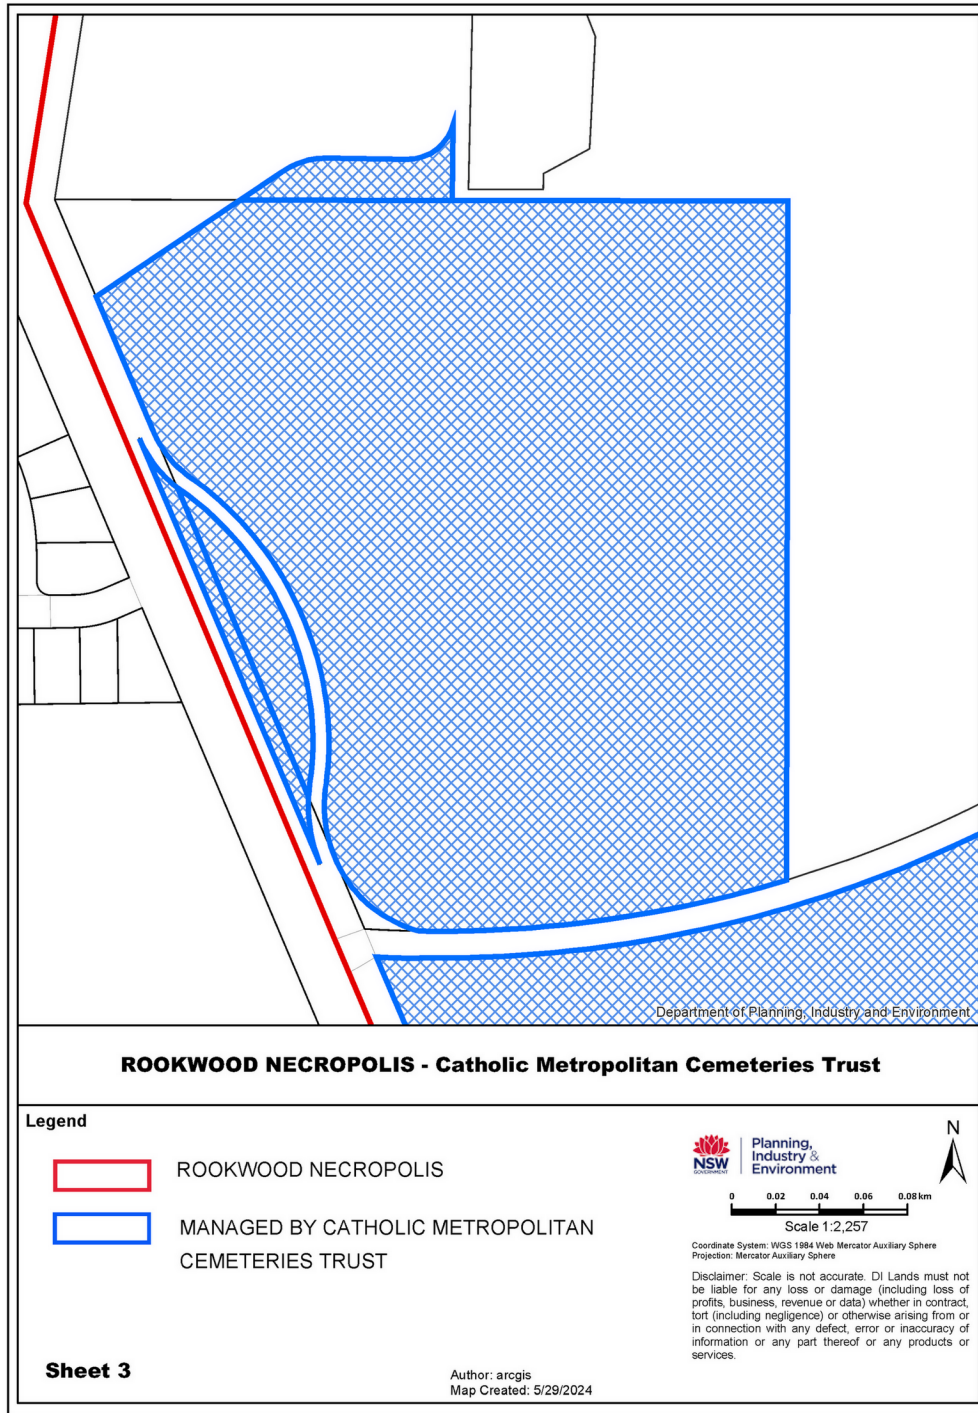 Department of Planning, Industry and Environment
ROOKWOOD NECROPOLIS - Catholic Metropolitan Cemeteries Trust
Legend
ROOKWOOD NECROPOLIS
MANAGED BY CATHOLIC METROPOLITAN
CEMETERIES TRUST
NSW
GOVERNMENT
Planning,
Industry &
Environment
N
0 0.02 0.04 0.06 0.08 km
Scale 1:2,257
Coordinate System: WGS 1984 Web Mercator Auxiliary Sphere
Projection: Mercator Auxiliary Sphere
Disclaimer: Scale is not accurate. DI Lands must not
be liable for any loss or damage (including loss of
profits, business, revenue or data) whether in contract,
tort (including negligence) or otherwise arising from or
in connection with any defect, error or inaccuracy of
information or any part thereof or any products or
services.
Sheet 3
Author: arcgis
Map Created: 5/29/2024